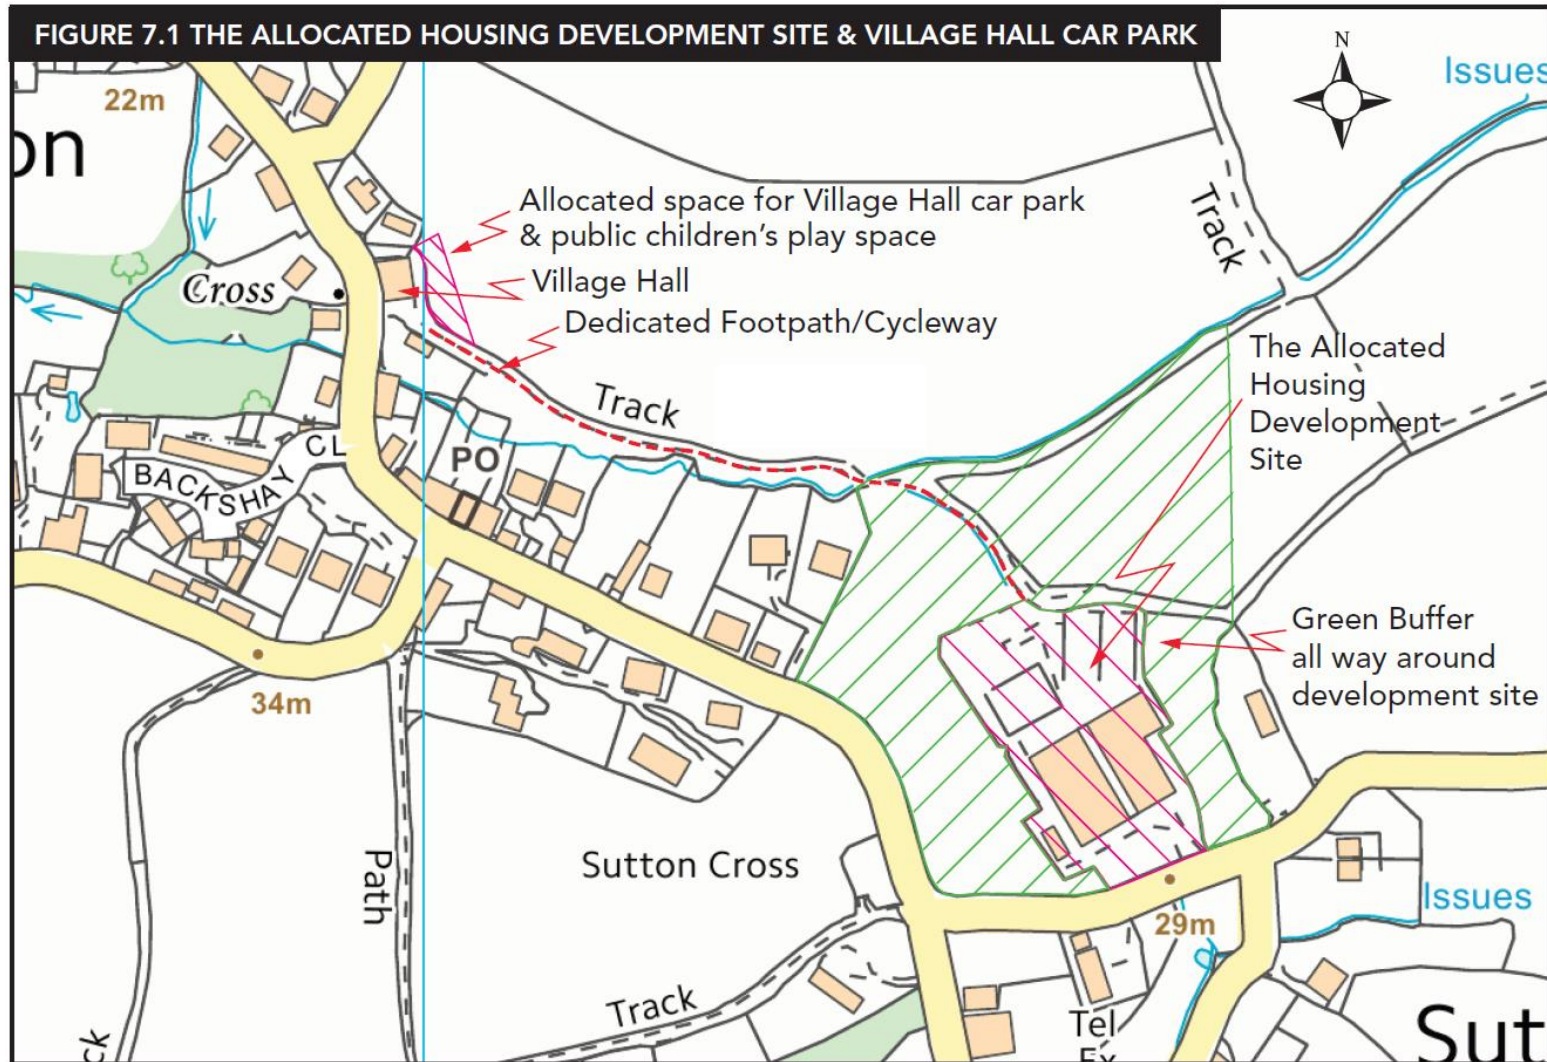 FIGURE 7.1 THE ALLOCATED HOUSING DEVELOPMENT SITE & VILLAGE HALL CAR PARK
N
Issues
22m
on
Track
Allocated space for Village Hall car park
& public children's play space
Village Hall
Cross
Dedicated Footpath/Cycleway
The Allocated
Housing
Development
Site
Track
PO
BACKSHAY CL
Green Buffer
all way around
development site
34m
Sutton Cross
Path
Issues
29m
Track
Tel
Ex
Sut
ck